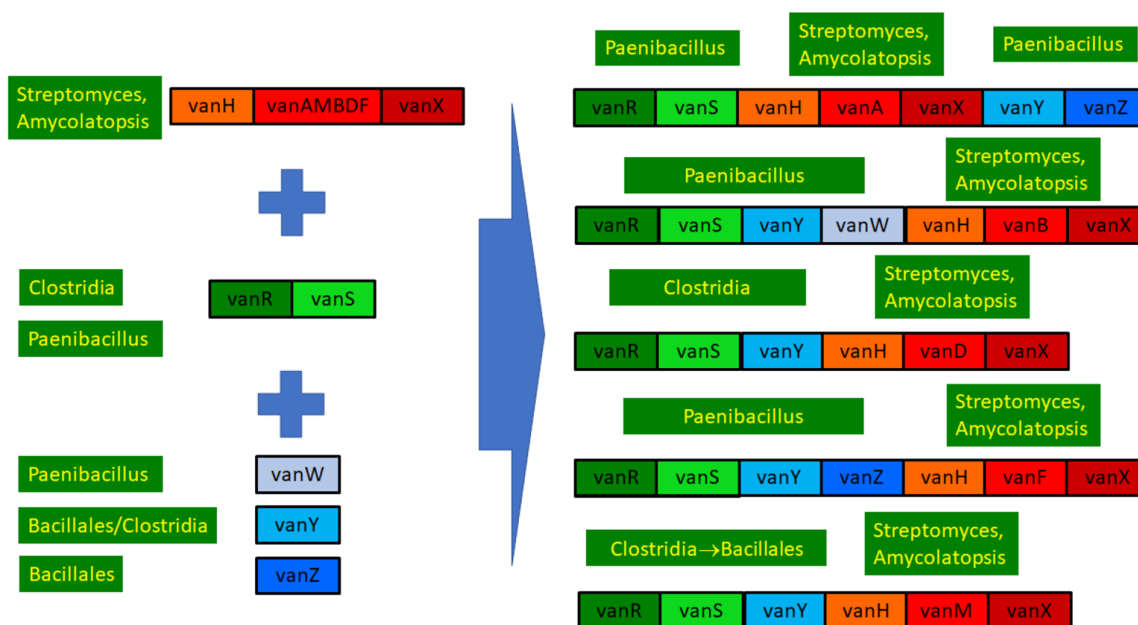 Streptomyces,
Amycolatopsis
vanH vanAMBDF vanX
Clostridia
vanR vanS
Paenibacillus
Paenibacillus
vanW
Bacillales/Clostridia
vanY
Bacillales
vanZ
Paenibacillus
Streptomyces,
Amycolatopsis
Paenibacillus
vanR vanS vanH vanA vanX vanY vanZ
Paenibacillus
Streptomyces,
Amycolatopsis
vanR vanS vanY vanW vanH vanB vanX
Clostridia
Streptomyces,
Amycolatopsis
vanR vanS vanY vanH vanD vanX
Paenibacillus
Streptomyces,
Amycolatopsis
vanR vanS vanY vanZ vanH vanF vanX
Clostridia→Bacillales
Streptomyces,
Amycolatopsis
vanR vanS vanY vanH vanM vanX